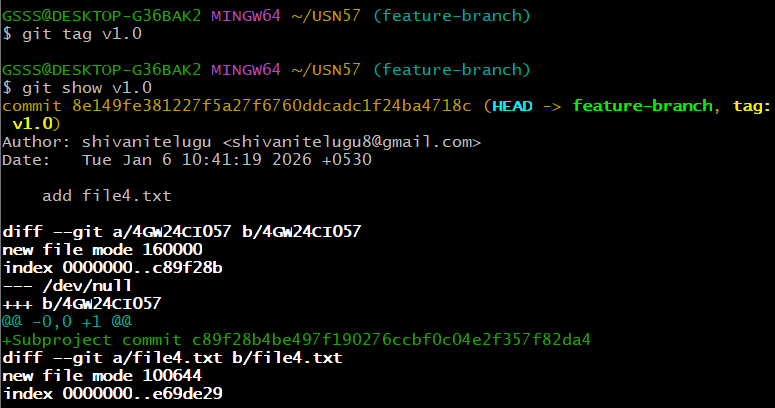 GSSS@DESKTOP-G36BAK2 MINGW64 ~/USN57 (feature-branch)
$ git tag v1.0
GSSS@DESKTOP-G36BAK2 MINGW64 ~/USN57 (feature-branch)
$ git show v1.0
commit 8e149fe381227f5a27f6760ddcadc1f24ba4718c (HEAD -> feature-branch, tag:
 v1.0)
Author: shivanitelugu <shivanitelugu8@gmail.com>
Date:   Tue Jan 6 10:41:19 2026 +0530
    add file4.txt
diff --git a/4GW24CI057 b/4GW24CI057
new file mode 160000
index 0000000..c89f28b
--- /dev/null
+++ b/4GW24CI057
@@ -0,0 +1 @@
+Subproject commit c89f28b4be497f190276ccbf0c04e2f357f82da4
diff --git a/file4.txt b/file4.txt
new file mode 100644
index 0000000..e69de29